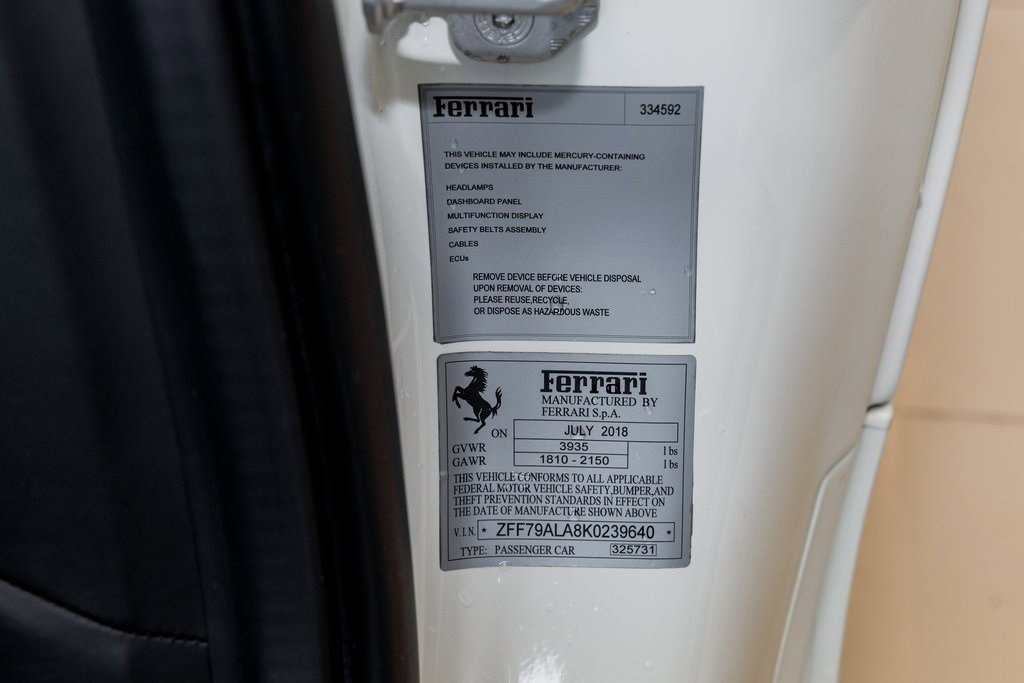 Ferrari 334592
THIS VEHICLE MAY INCLUDE MERCURY-CONTAINING
DEVICES INSTALLED BY THE MANUFACTURER:
HEADLAMPS
DASHBOARD PANEL
MULTIFUNCTION DISPLAY
SAFETY BELTS ASSEMBLY
CABLES
ECUs
REMOVE DEVICE BEFORE VEHICLE DISPOSAL
UPON REMOVAL OF DEVICES:
PLEASE REUSE,RECYCLE,
OR DISPOSE AS HAZARDOUS WASTE
Ferrari
MANUFACTURED BY
FERRARI S.p.A.
ON JULY 2018
GVWR 3935 lbs
GAWR 1810 - 2150 lbs
THIS VEHICLE CONFORMS TO ALL APPLICABLE
FEDERAL MOTOR VEHICLE SAFETY,BUMPER,AND
THEFT PREVENTION STANDARDS IN EFFECT ON
THE DATE OF MANUFACTURE SHOWN ABOVE
V.I.N. * ZFF79ALA8K0239640 *
TYPE: PASSENGER CAR 325731